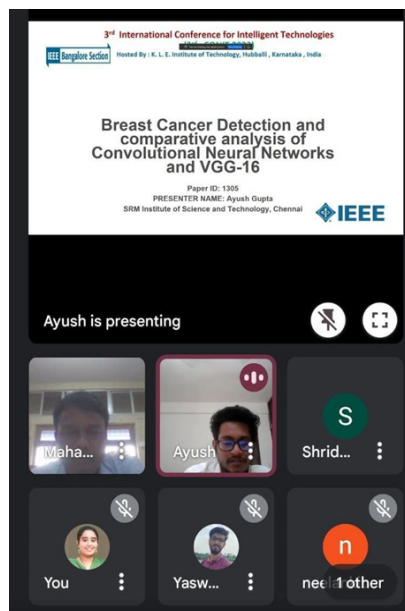 3rd International Conference for Intelligent Technologies
IEEE Bangalore Section
Hosted By : K. L. E. Institute of Technology, Hubballi , Karnataka , India
Breast Cancer Detection and
comparative analysis of
Convolutional Neural Networks
and VGG-16
Paper ID: 1305
PRESENTER NAME: Ayush Gupta
SRM Institute of Science and Technology, Chennai
IEEE
Ayush is presenting
Maha...
Ayush
S
Shrid...
You
Yasw...
n
1 other